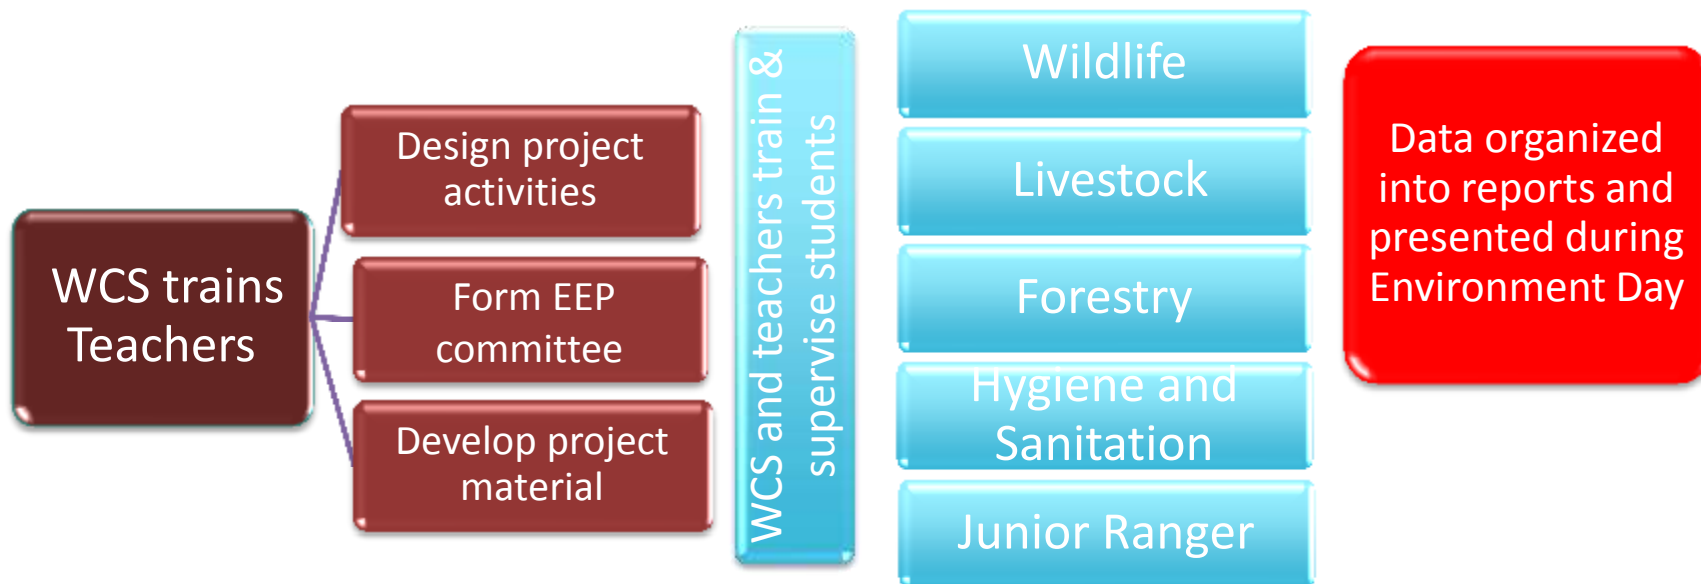 WCS trains
Teachers
Design project
activities
Form EEP
committee
Develop project
material
WCS and teachers train &
supervise students
Wildlife
Livestock
Forestry
Hygiene and
Sanitation
Junior Ranger
Data organized
into reports and
presented during
Environment Day